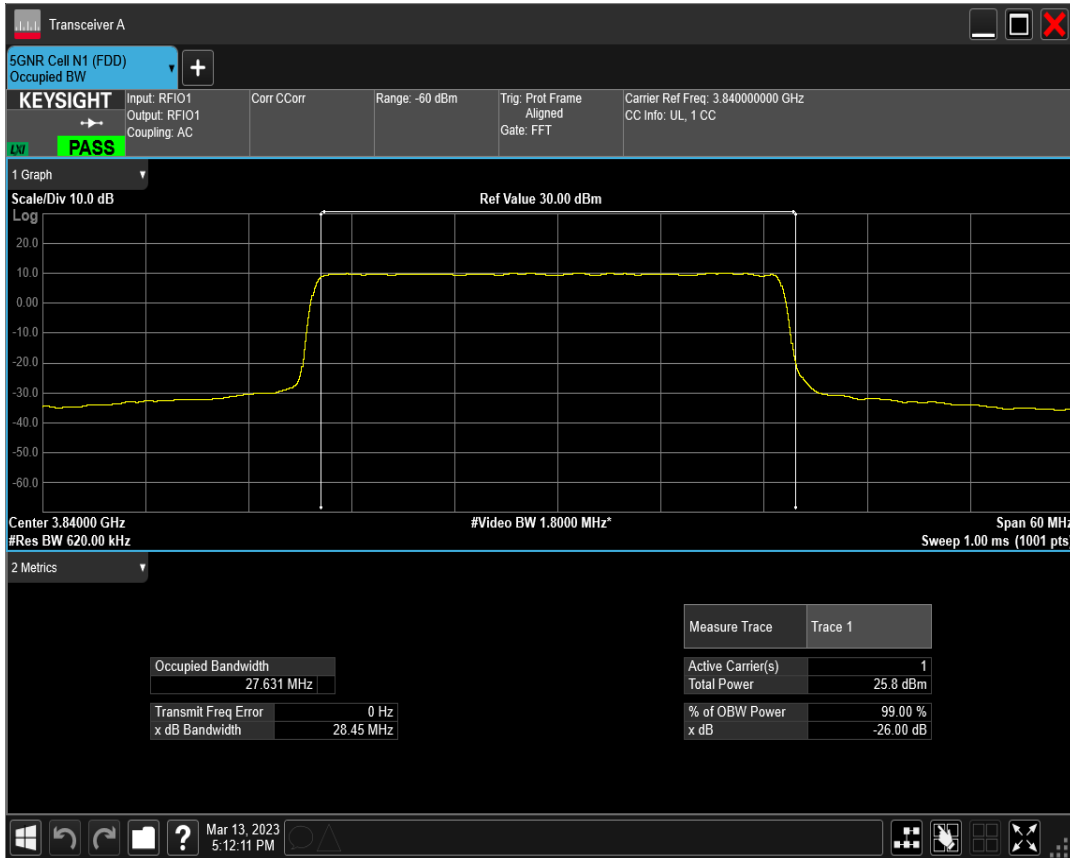 Transceiver A
5GNR Cell N1 (FDD)
Occupied BW
+
KEYSIGHT
LXI
PASS
Input: RFIO1
Output: RFIO1
Coupling: AC
Corr CCorr
Range: -60 dBm
Trig: Prot Frame
Aligned
Gate: FFT
Carrier Ref Freq: 3.840000000 GHz
CC Info: UL, 1 CC
1 Graph
Scale/Div 10.0 dB
Ref Value 30.00 dBm
Log
20.0
10.0
0.00
-10.0
-20.0
-30.0
-40.0
-50.0
-60.0
Center 3.84000 GHz
#Video BW 1.8000 MHz*
Span 60 MHz
#Res BW 620.00 kHz
Sweep 1.00 ms (1001 pts)
2 Metrics
Measure Trace Trace 1
Occupied Bandwidth
27.631 MHz
Transmit Freq Error 0 Hz
x dB Bandwidth 28.45 MHz
Active Carrier(s) 1
Total Power 25.8 dBm
% of OBW Power 99.00 %
x dB -26.00 dB
?
Mar 13, 2023
5:12:11 PM